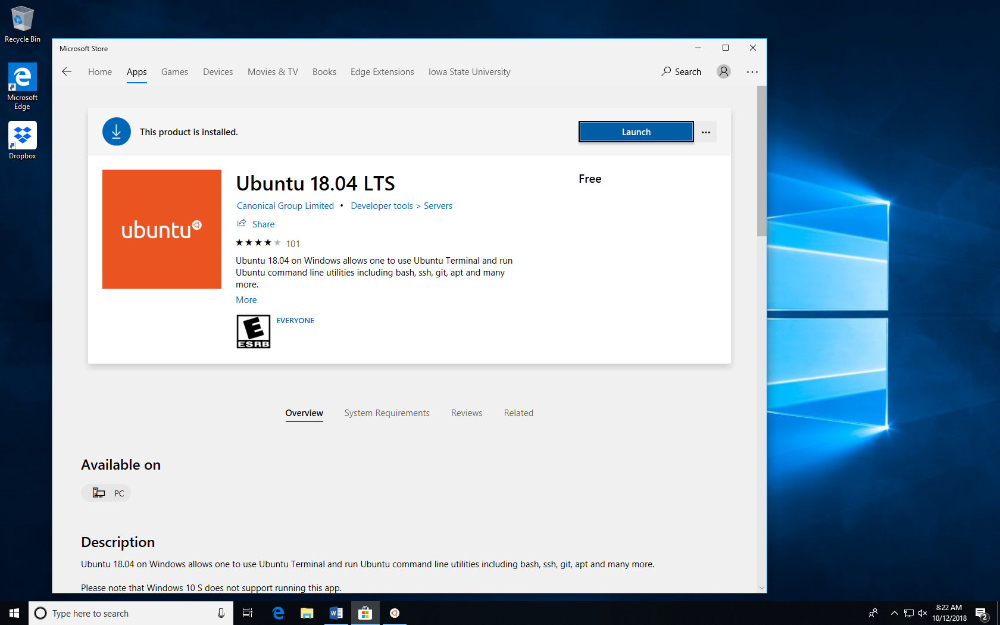 Recycle Bin
Microsoft
Edge
Dropbox
Microsoft Store
Home Apps Games Devices Movies & TV Books Edge Extensions Iowa State University Search
This product is installed. Launch
ubuntu
Ubuntu 18.04 LTS
Free
Canonical Group Limited • Developer tools > Servers
Share
101
Ubuntu 18.04 on Windows allows one to use Ubuntu Terminal and run
Ubuntu command line utilities including bash, ssh, git, apt and many
more.
More
E
ESRB
EVERYONE
Overview System Requirements Reviews Related
Available on
PC
Description
Ubuntu 18.04 on Windows allows one to use Ubuntu Terminal and run Ubuntu command line utilities including bash, ssh, git, apt and many more.
Please note that Windows 10 S does not support running this app.
Type here to search
8:22 AM
10/12/2018
2